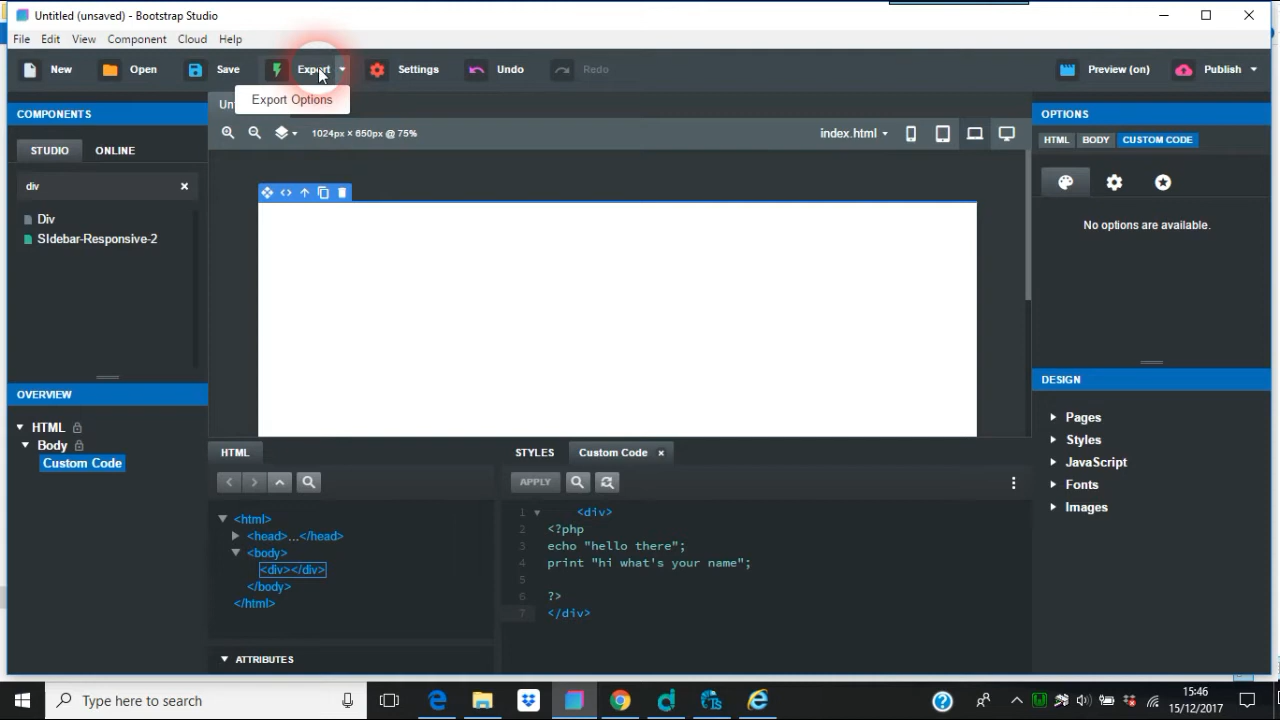 Untitled (unsaved) - Bootstrap Studio
File Edit View Component Cloud Help
New Open Save Export Settings Undo Redo Preview (on) Publish
Export Options
COMPONENTS
STUDIO ONLINE
div
Div
SIdebar-Responsive-2
1024px × 650px @ 75%
index.html
OPTIONS
HTML BODY CUSTOM CODE
No options are available.
OVERVIEW
HTML
Body
Custom Code
HTML
<html>
<head>...</head>
<body>
<div></div>
</body>
</html>
ATTRIBUTES
STYLES Custom Code ×
APPLY
1 <div>
2 <?php
3 echo "hello there";
4 print "hi what's your name";
5
6 ?>
7 </div>
DESIGN
Pages
Styles
JavaScript
Fonts
Images
Type here to search
15:46
15/12/2017